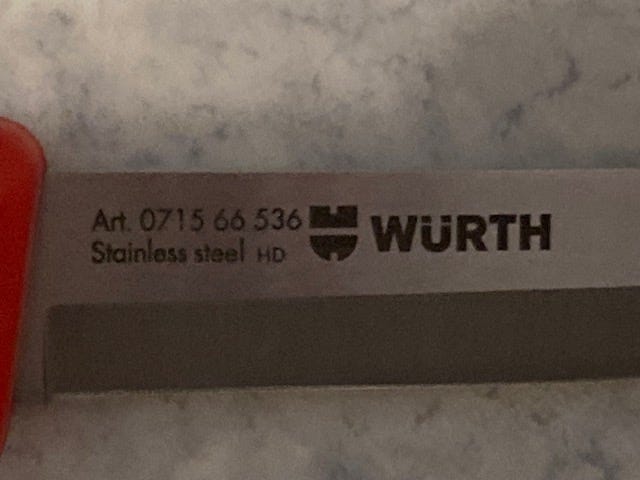 Art. 0715 66 536
Stainless steel HD
WÜRTH